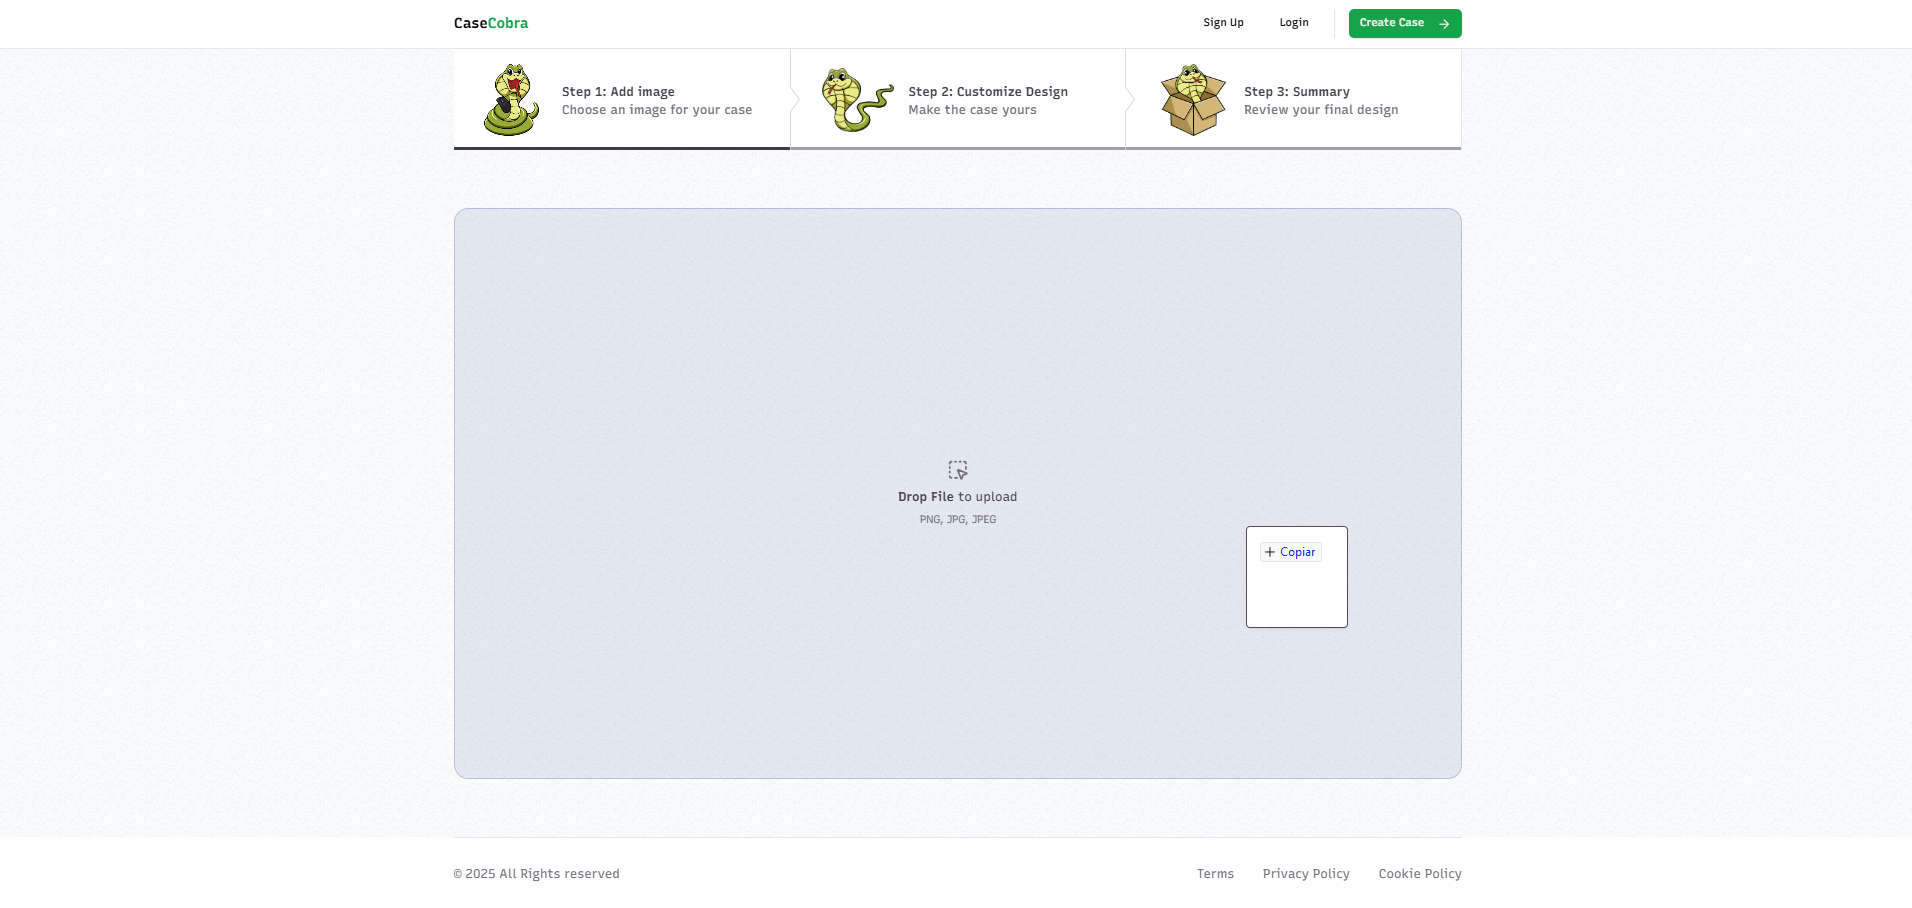 CaseCobra
Sign Up
Login
Create Case
Step 1: Add image
Choose an image for your case
Step 2: Customize Design
Make the case yours
Step 3: Summary
Review your final design
Drop File to upload
PNG, JPG, JPEG
+ Copiar
© 2025 All Rights reserved
Terms
Privacy Policy
Cookie Policy